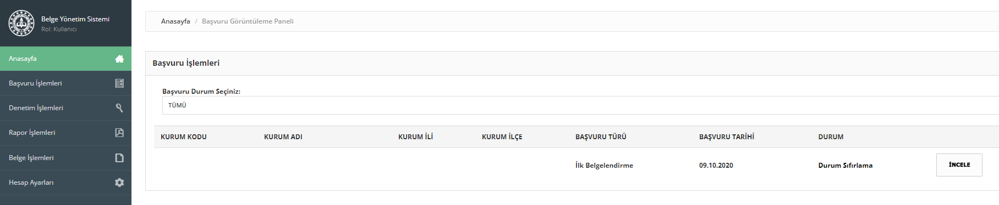 Belge Yönetim Sistemi
Rol: Kullanıcı
Anasayfa
Başvuru İşlemleri
Denetim İşlemleri
Rapor İşlemleri
Belge İşlemleri
Hesap Ayarları
Anasayfa / Başvuru Görüntüleme Paneli
Başvuru İşlemleri
Başvuru Durum Seçiniz:
TÜMÜ
KURUM KODU KURUM ADI KURUM İLİ KURUM İLÇE BAŞVURU TÜRÜ BAŞVURU TARİHİ DURUM
İlk Belgelendirme 09.10.2020 Durum Sıfırlama İNCELE